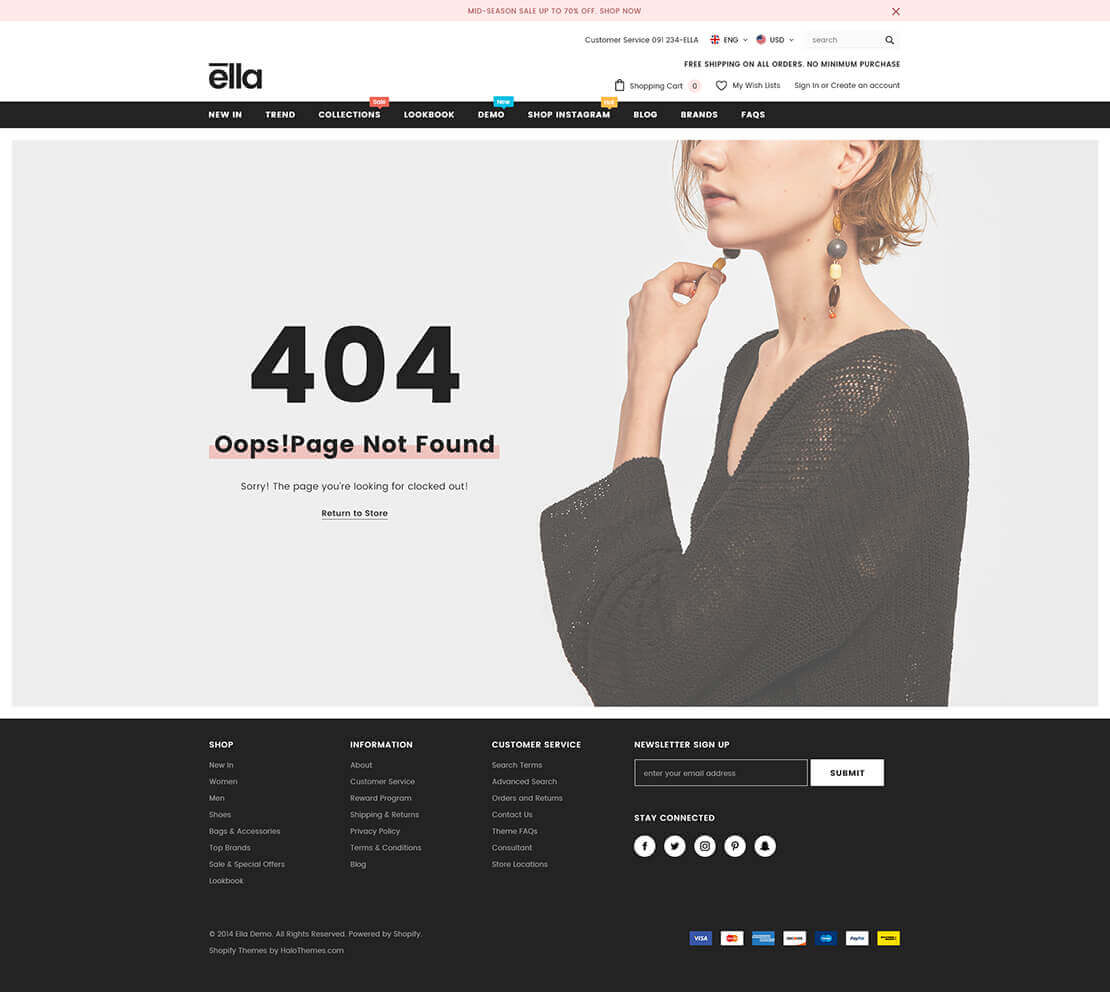 MID-SEASON SALE UP TO 70% OFF. SHOP NOW
Customer Service 091 234-ELLA ENG USD search
FREE SHIPPING ON ALL ORDERS. NO MINIMUM PURCHASE
ella
Shopping Cart 0 My Wish Lists Sign In or Create an account
Sale New
NEW IN TREND COLLECTIONS LOOKBOOK DEMO SHOP INSTAGRAM BLOG BRANDS FAQS
404
Oops!Page Not Found
Sorry! The page you're looking for clocked out!
Return to Store
SHOP
New In
Women
Men
Shoes
Bags & Accessories
Top Brands
Sale & Special Offers
Lookbook
INFORMATION
About
Customer Service
Reward Program
Shipping & Returns
Privacy Policy
Terms & Conditions
Blog
CUSTOMER SERVICE
Search Terms
Advanced Search
Orders and Returns
Contact Us
Theme FAQs
Consultant
Store Locations
NEWSLETTER SIGN UP
enter your email address SUBMIT
STAY CONNECTED
© 2014 Ella Demo. All Rights Reserved. Powered by Shopify.
Shopify Themes by HaloThemes.com
VISA PayPal